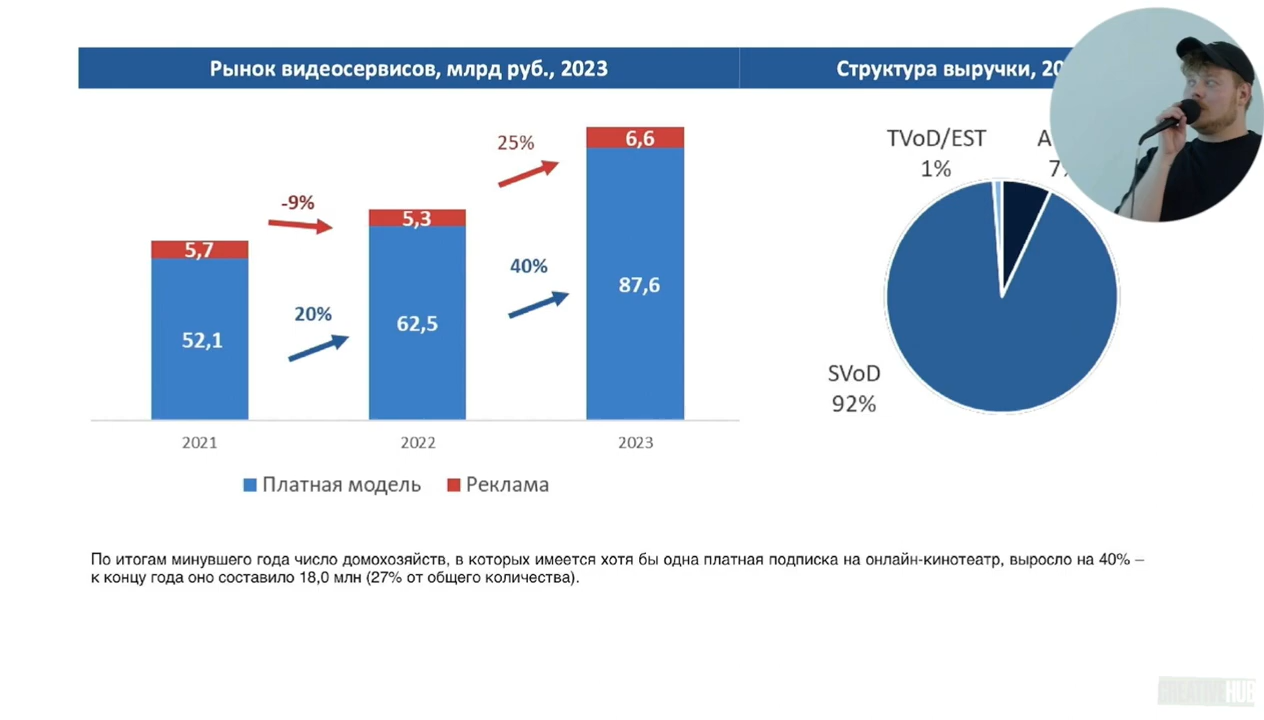 Рынок видеосервисов, млрд руб., 2023
Структура выручки,
25%
6,6
-9%
5,3
5,7
40%
87,6
20%
62,5
52,1
2021
2022
2023
Платная модель
Реклама
TVoD/EST
1%
SVoD
92%
По итогам минувшего года число домохозяйств, в которых имеется хотя бы одна платная подписка на онлайн-кинотеатр, выросло на 40% –
к концу года оно составило 18,0 млн (27% от общего количества).
CREATIVEHUB